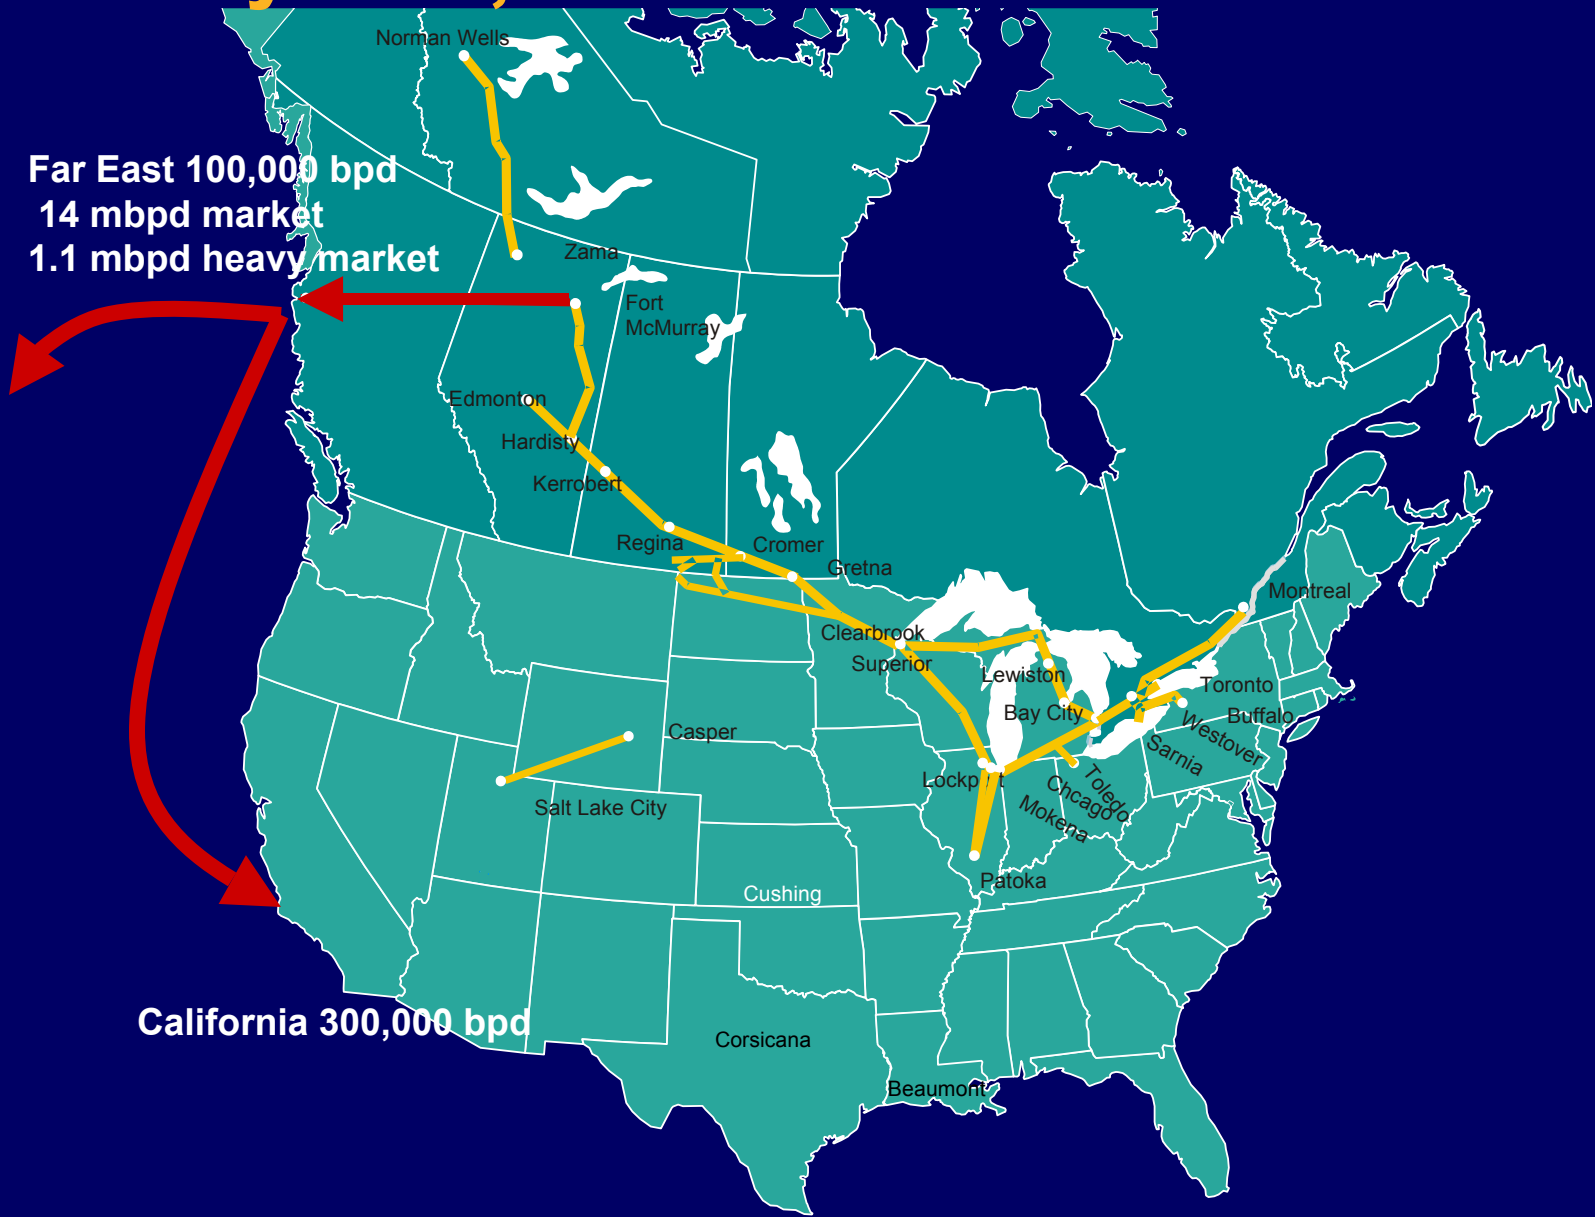 Norman Wells
Far East 100,000 bpd
14 mbpd market
1.1 mbpd heavy market
Zama
Fort
McMurray
Edmonton
Hardisty
Kerrobert
Regina
Cromer
Gretna
Montreal
Clearbrook
Superior
Lewiston
Toronto
Bay City
Buffalo
Westover
Sarnia
Casper
Toledo
Lockport
Chcago
Mokena
Salt Lake City
Patoka
Cushing
California 300,000 bpd
Corsicana
Beaumont